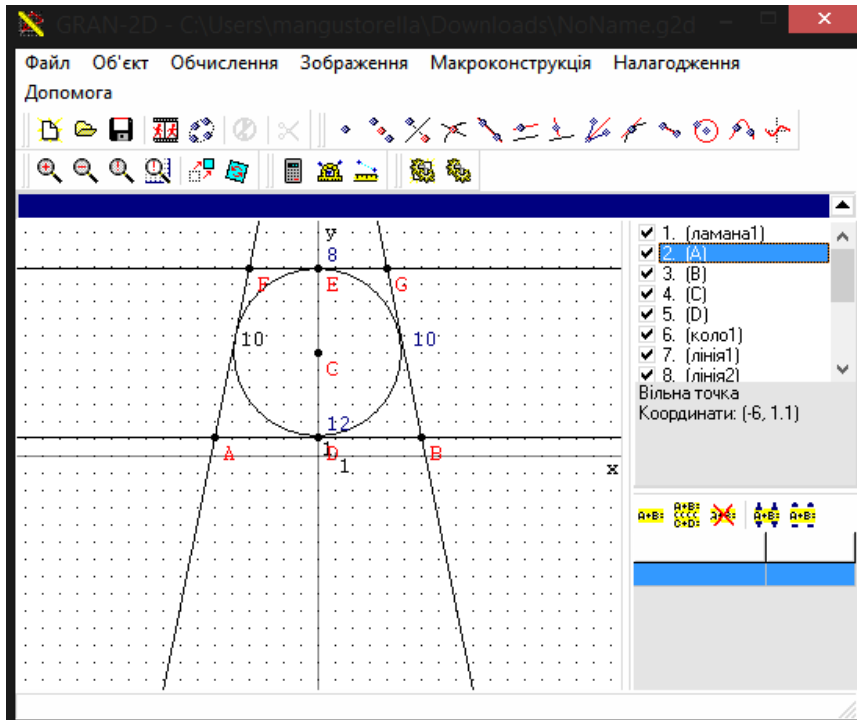 GRAN-2D - C:\Users\mangustorella\Downloads\NoName.g2d
Файл Об'єкт Обчислення Зображення Макроконструкція Налагодження
Допомога
y
8
F E G
10 10
C
12
A D B
1
1
x
1. (ламана1)
2. (A)
3. (B)
4. (C)
5. (D)
6. (коло1)
7. (лінія1)
8. (лінія2)
Вільна точка
Координати: (-6, 1.1)